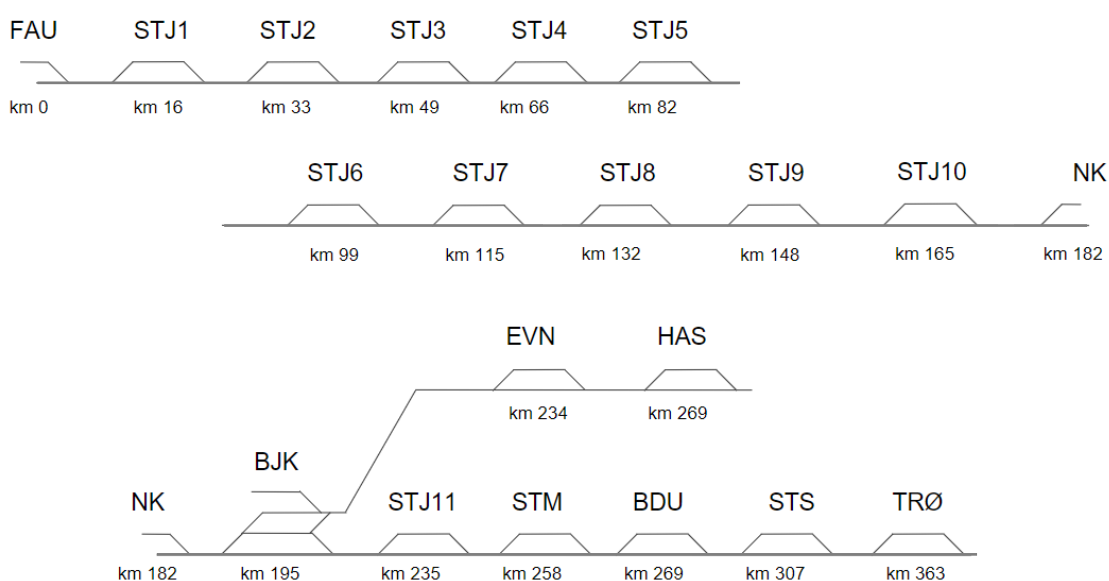 FAU STJ1 STJ2 STJ3 STJ4 STJ5
km 0 km 16 km 33 km 49 km 66 km 82
STJ6 STJ7 STJ8 STJ9 STJ10 NK
km 99 km 115 km 132 km 148 km 165 km 182
EVN HAS
km 234 km 269
BJK
NK STJ11 STM BDU STS TRØ
km 182 km 195 km 235 km 258 km 269 km 307 km 363